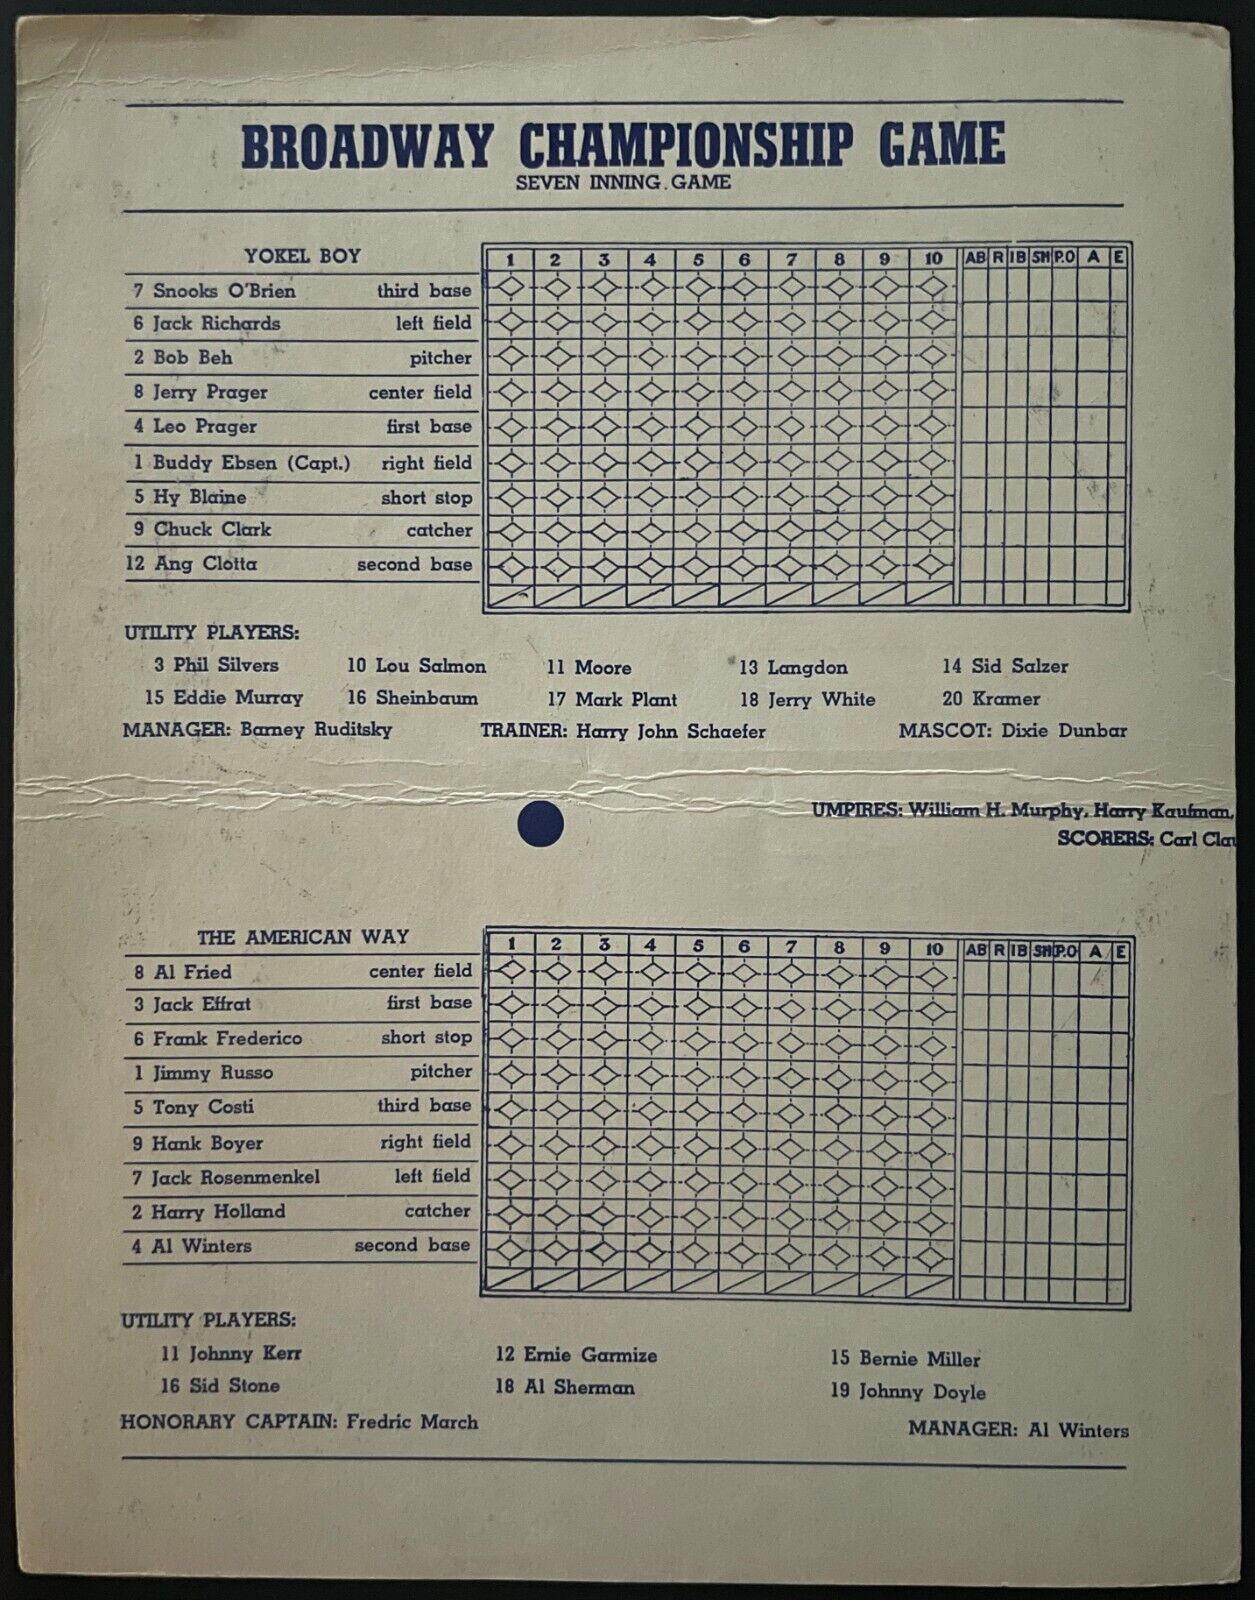 BROADWAY CHAMPIONSHIP GAME
SEVEN INNING. GAME
YOKEL BOY 1 2 3 4 5 6 7 8 9 10 AB R IB SH P.O A E
7 Snooks O'Brien third base
6 Jack Richards left field
2 Bob Beh pitcher
8 Jerry Prager center field
4 Leo Prager first base
1 Buddy Ebsen (Capt.) right field
5 Hy Blaine short stop
9 Chuck Clark catcher
12 Ang Clotta second base
UTILITY PLAYERS:
3 Phil Silvers 10 Lou Salmon 11 Moore 13 Langdon 14 Sid Salzer
15 Eddie Murray 16 Sheinbaum 17 Mark Plant 18 Jerry White 20 Kramer
MANAGER: Barney Ruditsky TRAINER: Harry John Schaefer MASCOT: Dixie Dunbar
UMPIRES: William H. Murphy, Harry Kaufman,
SCORERS: Carl
THE AMERICAN WAY 1 2 3 4 5 6 7 8 9 10 AB R IB SH P.O A E
8 Al Fried center field
3 Jack Effrat first base
6 Frank Frederico short stop
1 Jimmy Russo pitcher
5 Tony Costi third base
9 Hank Boyer right field
7 Jack Rosenmenkel left field
2 Harry Holland catcher
4 Al Winters second base
UTILITY PLAYERS:
11 Johnny Kerr 12 Ernie Garmize 15 Bernie Miller
16 Sid Stone 18 Al Sherman 19 Johnny Doyle
HONORARY CAPTAIN: Fredric March MANAGER: Al Winters